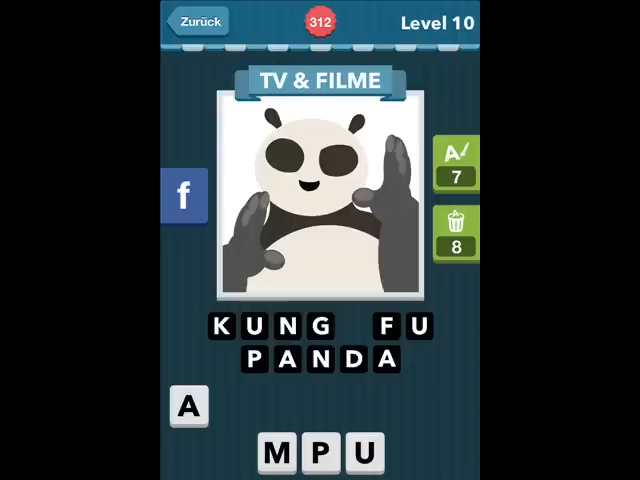 Zurück
312
Level 10
TV & FILME
A
7
f
8
KUNG FU
PANDA
A
M P U